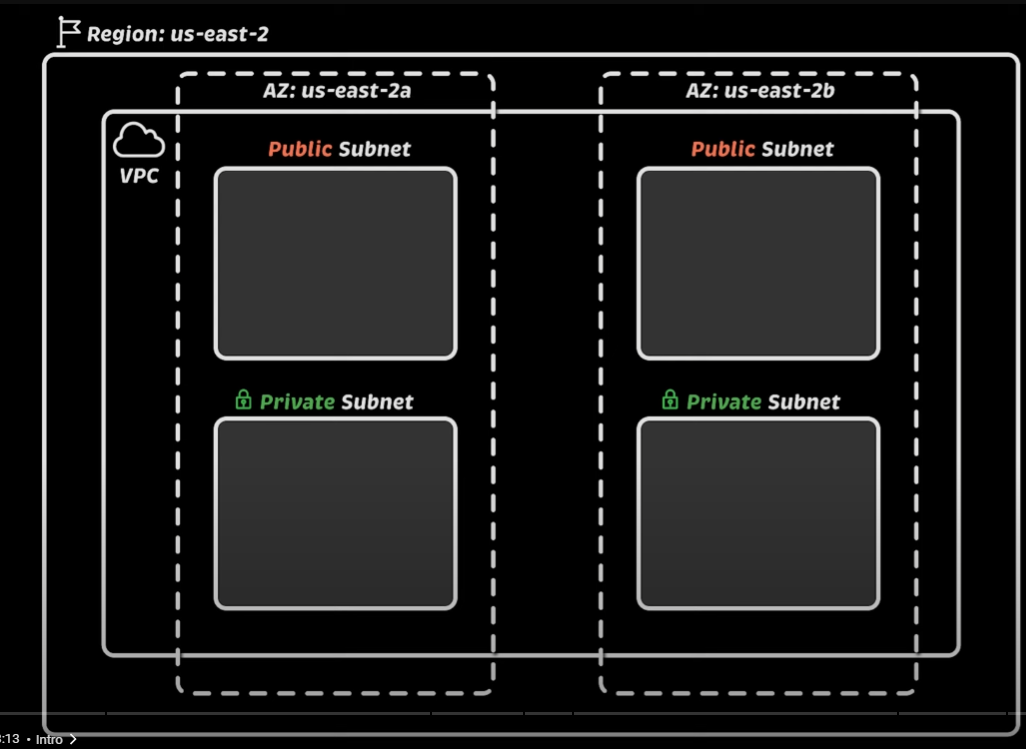 Region: us-east-2
AZ: us-east-2a
AZ: us-east-2b
VPC
Public Subnet
Public Subnet
Private Subnet
Private Subnet
:13 • Intro